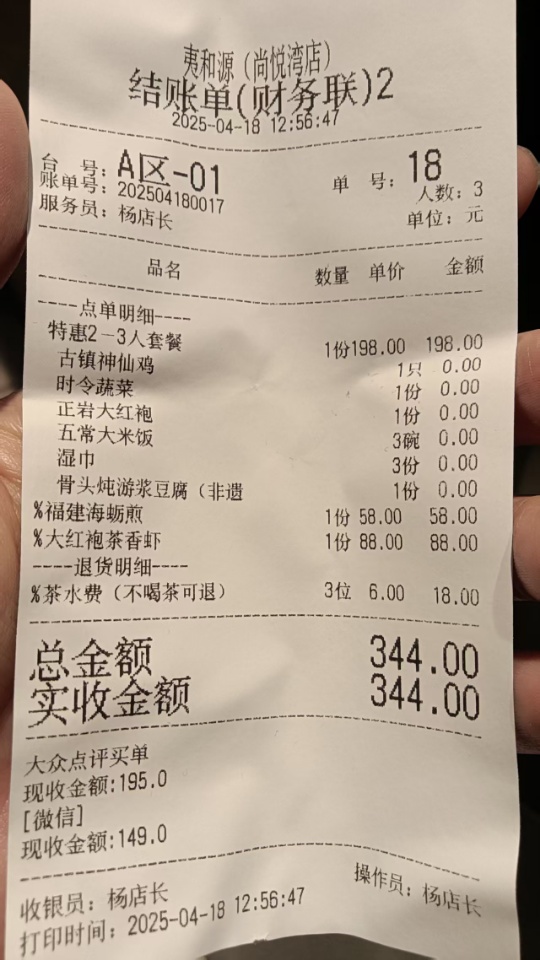 夷和源（尚悦湾店）
结账单(财务联)2
2025-04-18 12:56:47
台 号：A区-01 单 号：18
账单号：202504180017 人数：3
服务员：杨店长 单位：元
品名 数量 单价 金额
----点单明细----
特惠2－3人套餐 1份198.00 198.00
古镇神仙鸡 1只 0.00
时令蔬菜 1份 0.00
正岩大红袍 1份 0.00
五常大米饭 3碗 0.00
湿巾 3份 0.00
骨头炖游浆豆腐（非遗 1份 0.00
%福建海蛎煎 1份 58.00 58.00
%大红袍茶香虾 1份 88.00 88.00
----退货明细----
%茶水费（不喝茶可退） 3位 6.00 18.00
总金额 344.00
实收金额 344.00
大众点评买单
现收金额:195.0
[微信]
现收金额:149.0
收银员：杨店长 操作员：杨店长
打印时间：2025-04-18 12:56:47